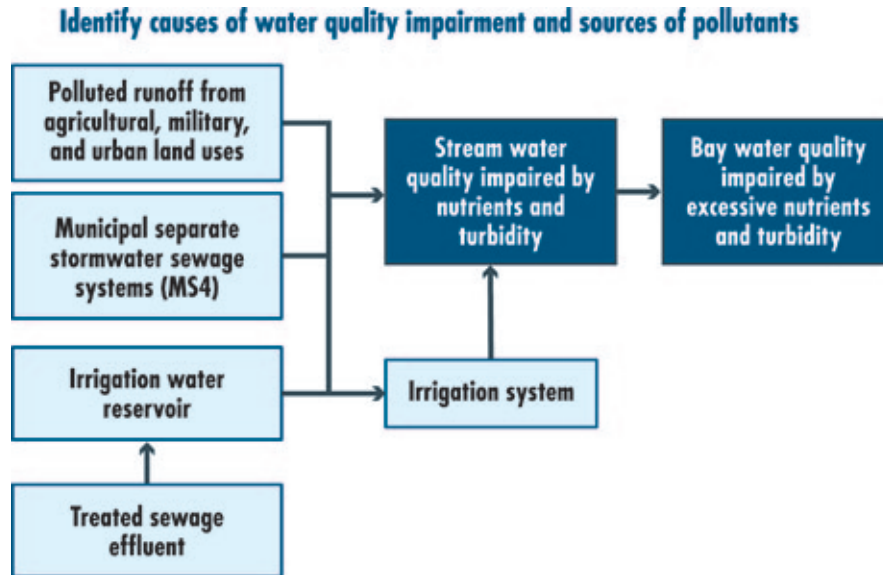 Identify causes of water quality impairment and sources of pollutants
Polluted runoff from
agricultural, military,
and urban land uses
Municipal separate
stormwater sewage
systems (MS4)
Irrigation water
reservoir
Treated sewage
effluent
Stream water
quality impaired by
nutrients and
turbidity
Irrigation system
Bay water quality
impaired by
excessive nutrients
and turbidity